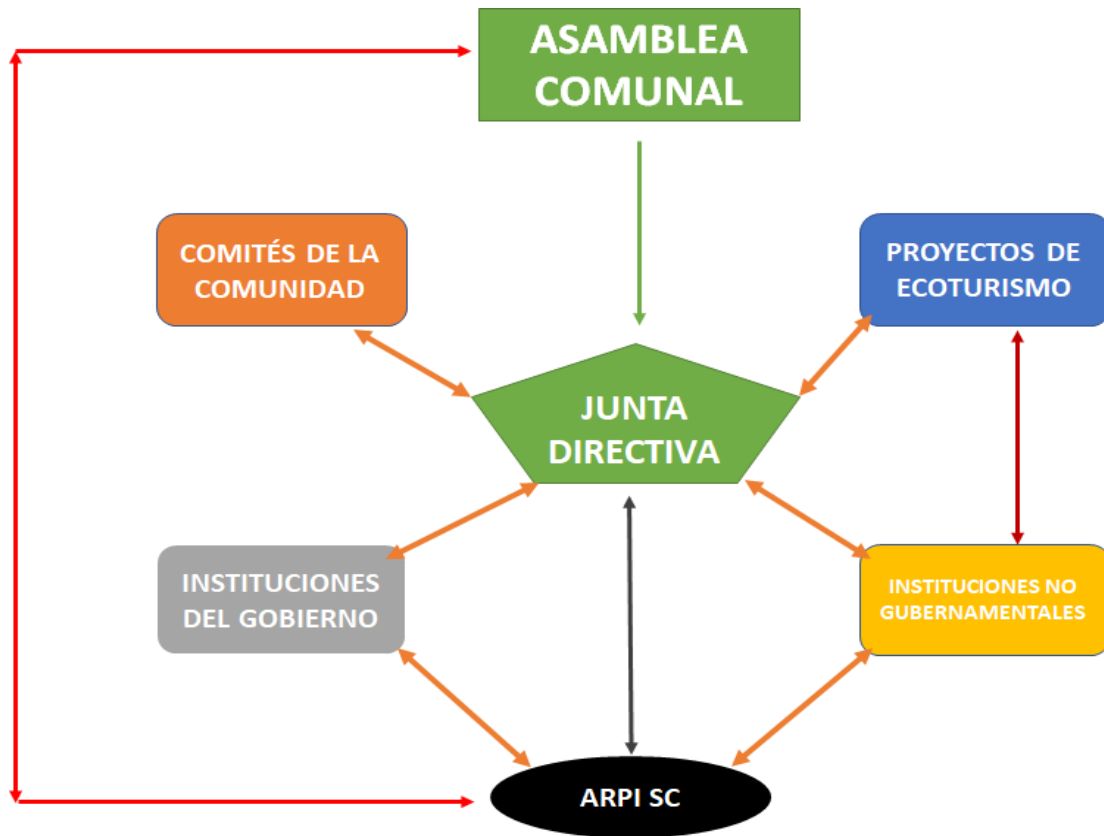 ASAMBLEA
COMUNAL
COMITÉS DE LA
COMUNIDAD
PROYECTOS DE
ECOTURISMO
JUNTA
DIRECTIVA
INSTITUCIONES
DEL GOBIERNO
INSTITUCIONES NO
GUBERNAMENTALES
ARPI SC